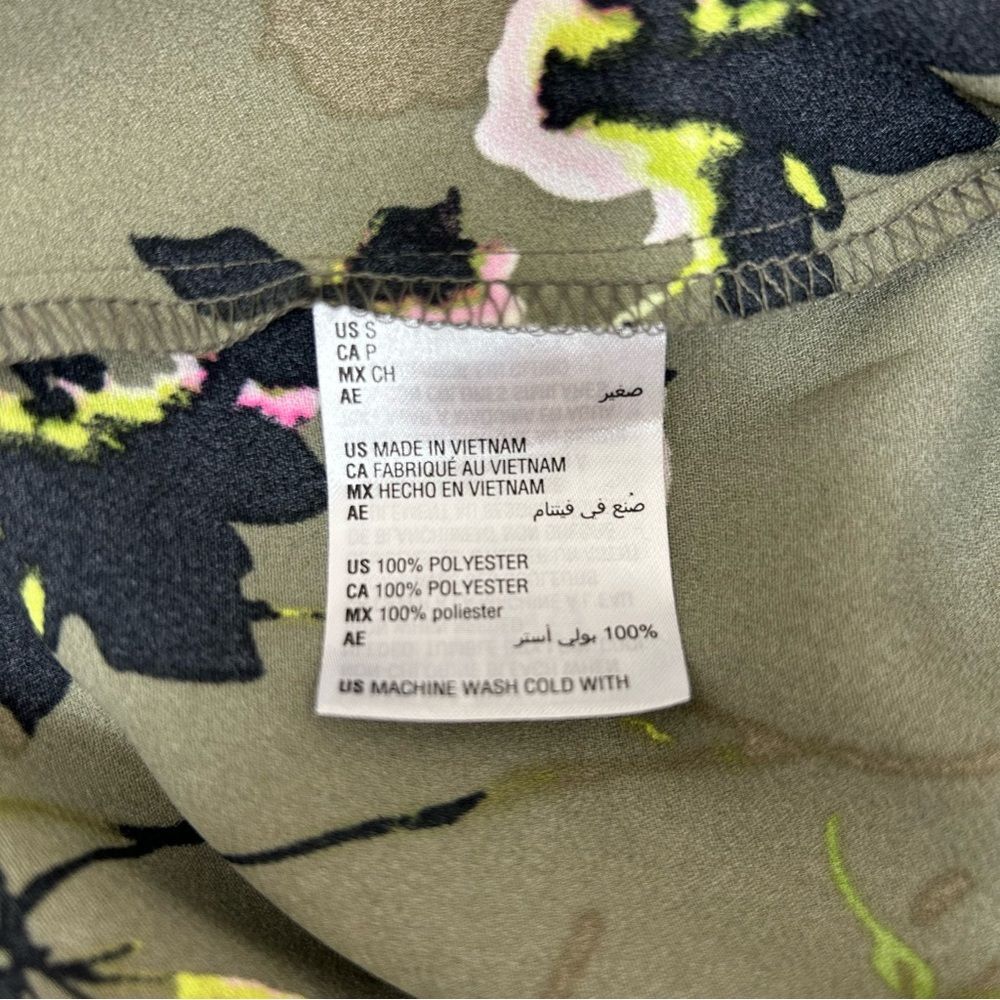 US S
CA P
MX CH
AE صغير
US MADE IN VIETNAM
CA FABRIQUÉ AU VIETNAM
MX HECHO EN VIETNAM
AE صُنع في فيتنام
US 100% POLYESTER
CA 100% POLYESTER
MX 100% poliester
AE 100% بولي أستر
US MACHINE WASH COLD WITH